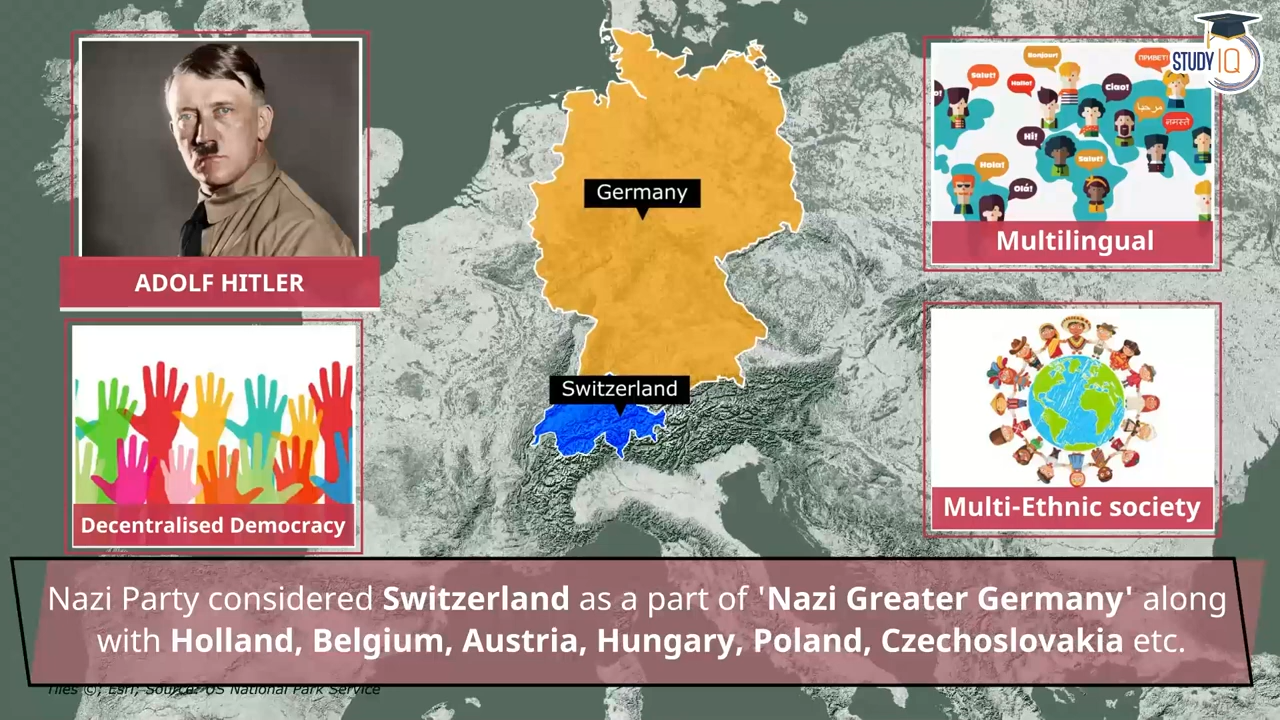 STUDY IQ
ADOLF HITLER
Germany
Switzerland
Salut!
Bonjour!
ПРИВЕТ!
Hallo!
Ciao!
مرحبا
नमस्ते
Hi!
Hola!
Salut!
Olá!
Multilingual
Decentralised Democracy
Multi-Ethnic society
Nazi Party considered Switzerland as a part of 'Nazi Greater Germany' along
with Holland, Belgium, Austria, Hungary, Poland, Czechoslovakia etc.
Tiles ©; Esri; Source: US National Park Service